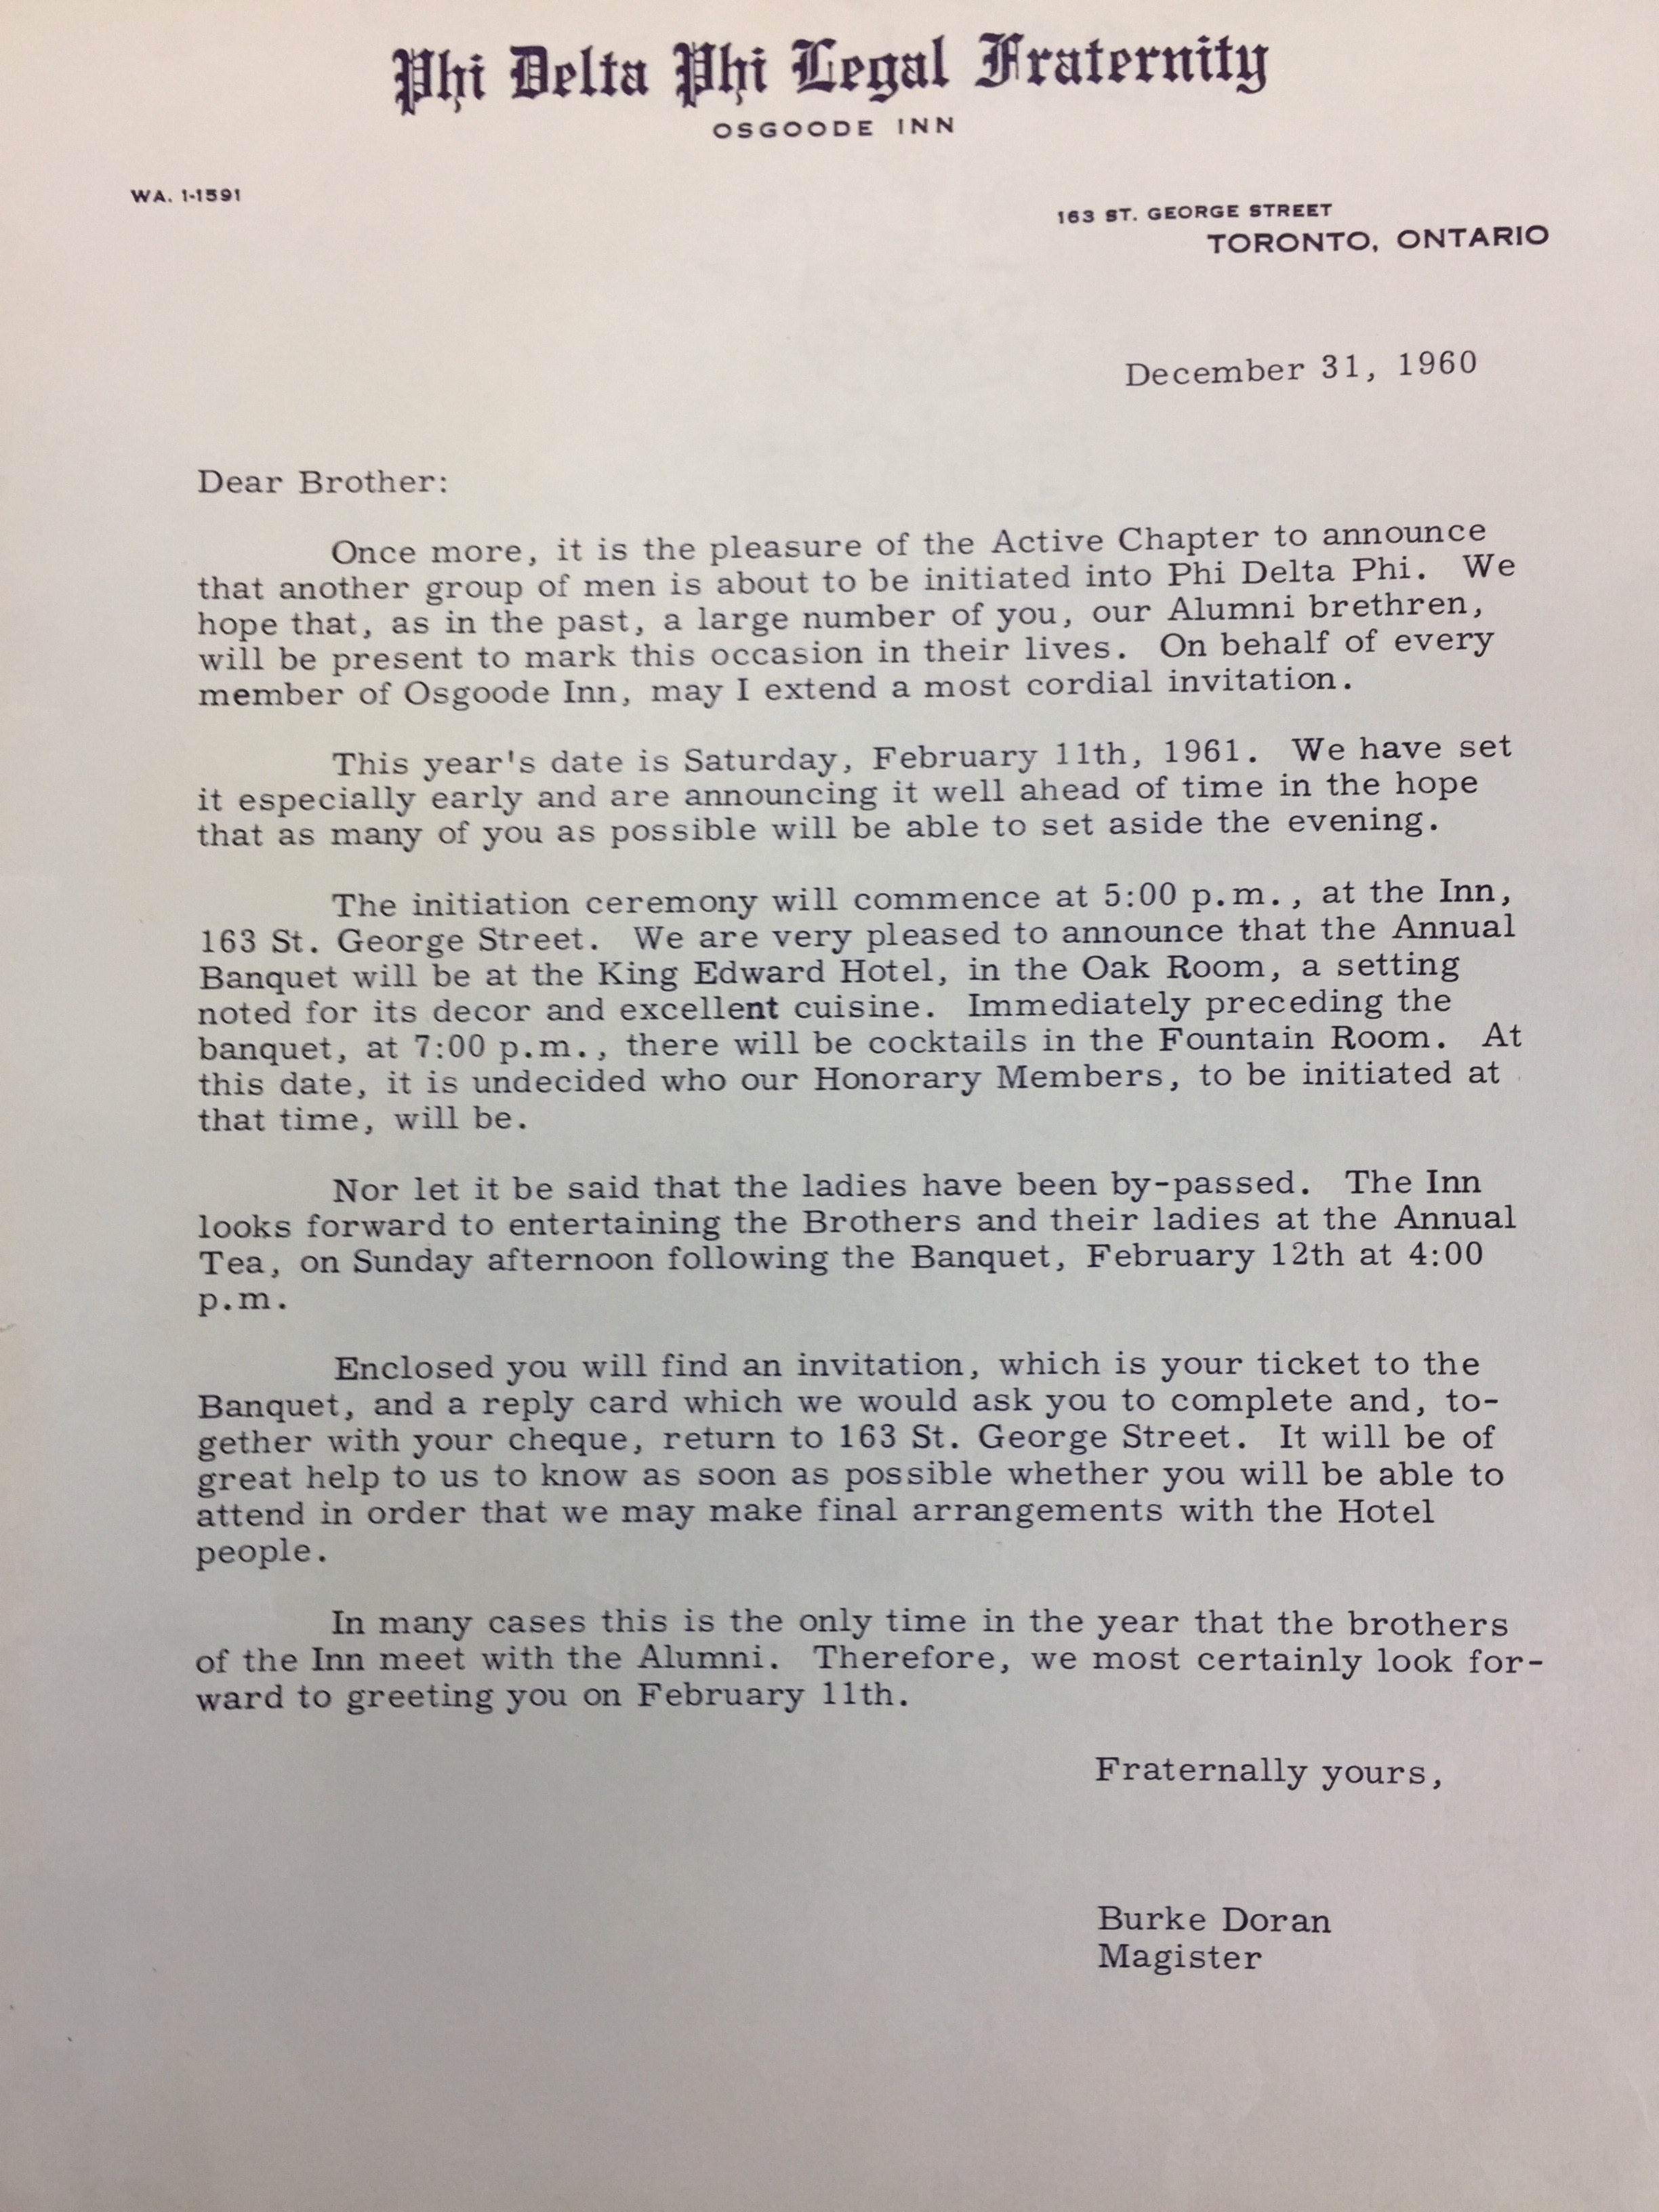 Phi Delta Phi Legal Fraternity
OSGOODE INN
WA. 1-1591
163 ST. GEORGE STREET
TORONTO, ONTARIO
December 31, 1960
Dear Brother:
Once more, it is the pleasure of the Active Chapter to announce
that another group of men is about to be initiated into Phi Delta Phi. We
hope that, as in the past, a large number of you, our Alumni brethren,
will be present to mark this occasion in their lives. On behalf of every
member of Osgoode Inn, may I extend a most cordial invitation.
This year's date is Saturday, February 11th, 1961. We have set
it especially early and are announcing it well ahead of time in the hope
that as many of you as possible will be able to set aside the evening.
The initiation ceremony will commence at 5:00 p.m., at the Inn,
163 St. George Street. We are very pleased to announce that the Annual
Banquet will be at the King Edward Hotel, in the Oak Room, a setting
noted for its decor and excellent cuisine. Immediately preceding the
banquet, at 7:00 p.m., there will be cocktails in the Fountain Room. At
this date, it is undecided who our Honorary Members, to be initiated at
that time, will be.
Nor let it be said that the ladies have been by-passed. The Inn
looks forward to entertaining the Brothers and their ladies at the Annual
Tea, on Sunday afternoon following the Banquet, February 12th at 4:00
p.m.
Enclosed you will find an invitation, which is your ticket to the
Banquet, and a reply card which we would ask you to complete and, to-
gether with your cheque, return to 163 St. George Street. It will be of
great help to us to know as soon as possible whether you will be able to
attend in order that we may make final arrangements with the Hotel
people.
In many cases this is the only time in the year that the brothers
of the Inn meet with the Alumni. Therefore, we most certainly look for-
ward to greeting you on February 11th.
Fraternally yours,
Burke Doran
Magister